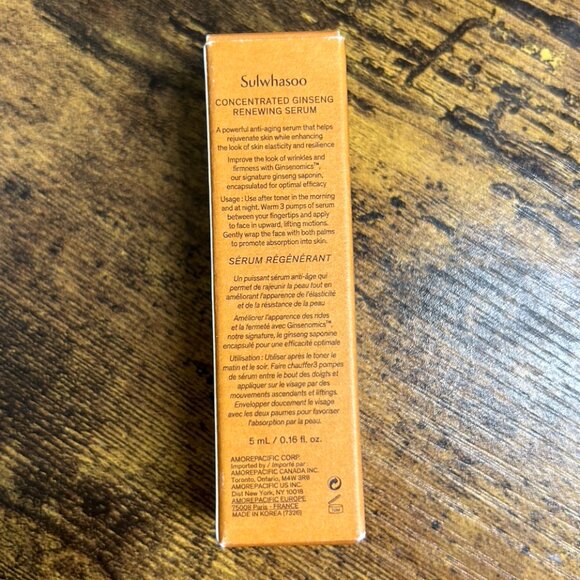 Sulwhasoo
CONCENTRATED GINSENG
RENEWING SERUM
A powerful anti-aging serum that helps
rejuvenate skin while enhancing
the look of skin elasticity and resilience
Improve the look of wrinkles and
firmness with Ginsenomics™,
our signature ginseng saponin,
encapsulated for optimal efficacy
Usage : Use after toner in the morning
and at night. Warm 3 pumps of serum
between your fingertips and apply
to face in upward, lifting motions.
Gently wrap the face with both palms
to promote absorption into skin.
SÉRUM RÉGÉNÉRANT
Un puissant sérum anti-âge qui
permet de rajeunir la peau tout en
améliorant l'apparence de l'élasticité
et de la résistance de la peau
Améliorer l'apparence des rides
et la fermeté avec Ginsenomics™,
notre signature, le ginseng saponine
encapsulé pour une efficacité optimale
Utilisation : Utiliser après le toner le
matin et le soir. Faire chauffer3 pompes
de sérum entre le bout des doigts et
appliquer sur le visage par des
mouvements ascendants et liftings.
Envelopper doucement le visage
avec les deux paumes pour favoriser
l'absorption par la peau.
5 mL / 0.16 fl. oz.
AMOREPACIFIC CORP.
Imported by / Importé par
AMOREPACIFIC CANADA INC.
Toronto, Ontario, M4W 3R8
AMOREPACIFIC US INC.
Dist New York, NY 10018
AMOREPACIFIC EUROPE
75008 Paris - FRANCE
MADE IN KOREA (7326)